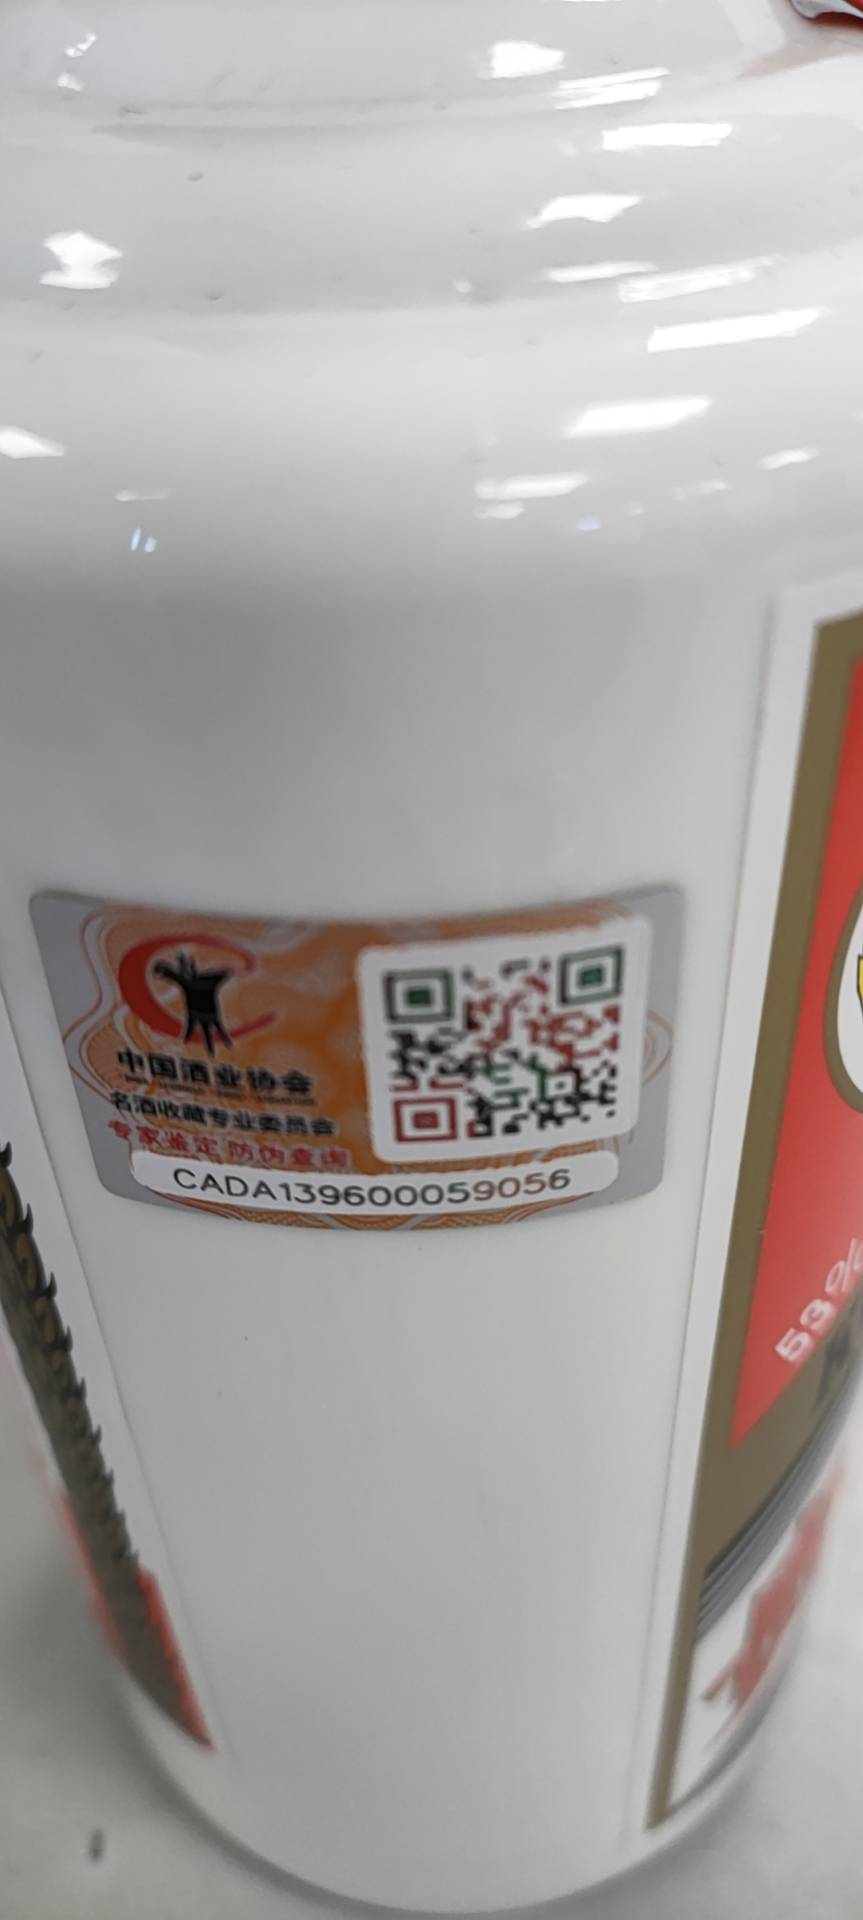 中国酒业协会
名酒收藏专业委员会
专家鉴定 防伪查询
CADA139600059056
53%